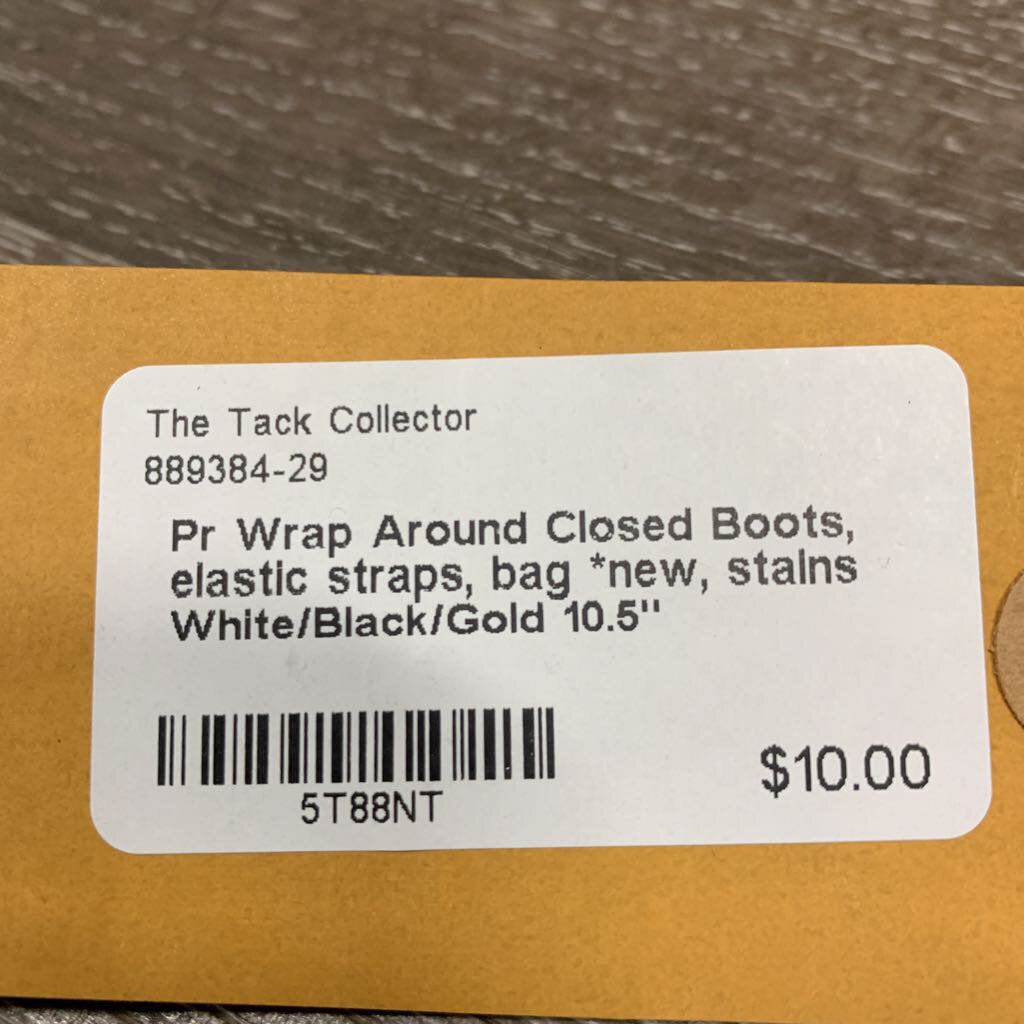 The Tack Collector
889384-29
Pr Wrap Around Closed Boots,
elastic straps, bag *new, stains
White/Black/Gold 10.5"
5T88NT
$10.00